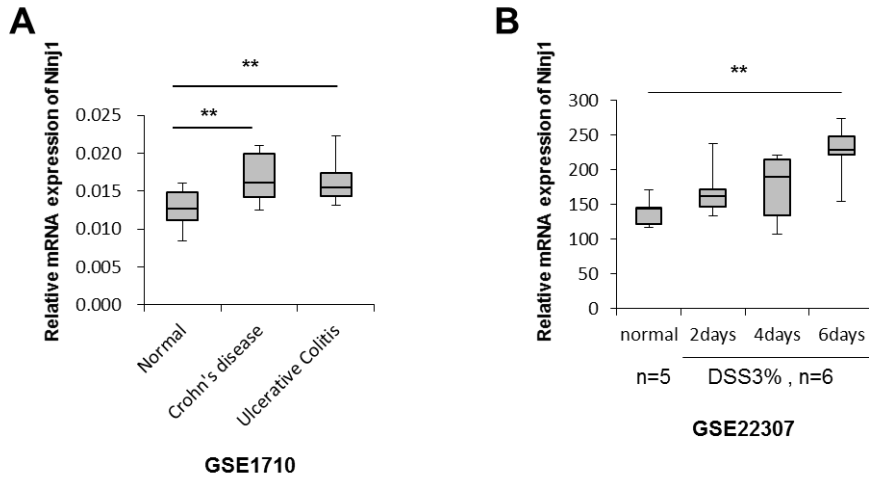 A
Relative mRNA expression of Ninj1
**
**
0.025
0.020
0.015
0.010
0.005
0.000
Normal
Crohn's disease
Ulcerative Colitis
GSE1710
B
Relative mRNA expression of Ninj1
**
300
250
200
150
100
50
0
normal 2days 4days 6days
n=5 DSS3% , n=6
GSE22307